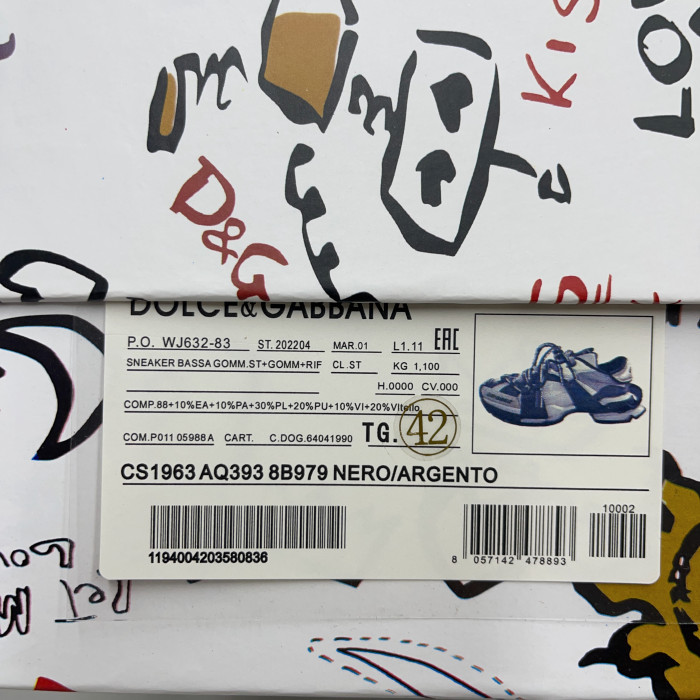 KIS
LOV
D&G
DOLCE&GABBANA
P.O. WJ632-83 ST. 202204 MAR.01 L1.11 EAC
SNEAKER BASSA GOMM.ST+GOMM+RIF CL.ST KG 1,100
H.0000 CV.000
COMP.88+10%EA+10%PA+30%PL+20%PU+10%VI+20%VItello
COM.P011 05988A CART. C.DOG.64041990 TG. 42
CS1963 AQ393 8B979 NERO/ARGENTO
10002
1194004203580836
8 057142 478893